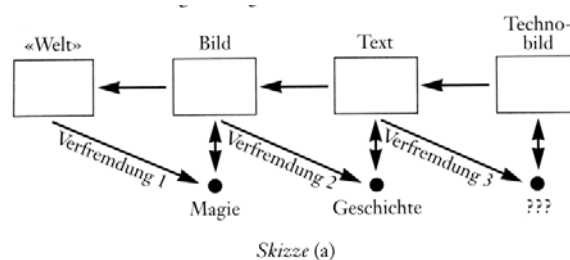 «Welt»
Bild
Text
Techno-
bild
Verfremdung 1
Verfremdung 2
Verfremdung 3
Magie
Geschichte
???
Skizze (a)